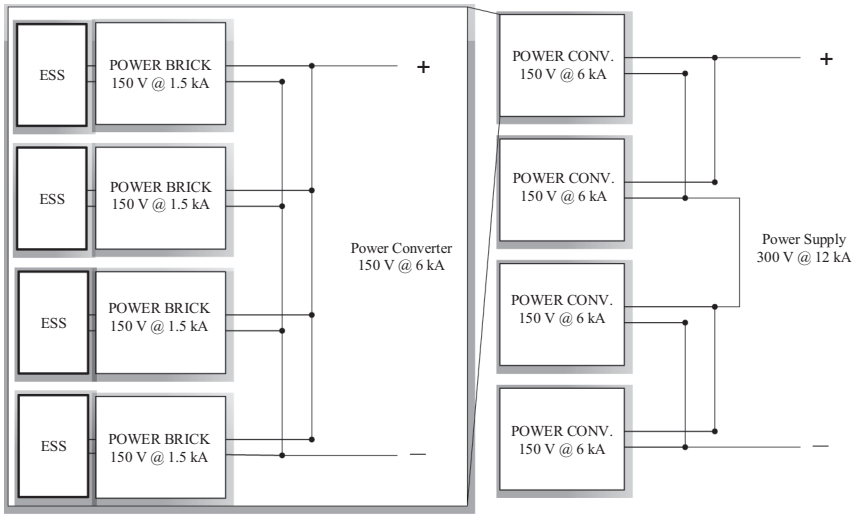 ESS
POWER BRICK
150 V @ 1.5 kA
ESS
POWER BRICK
150 V @ 1.5 kA
ESS
POWER BRICK
150 V @ 1.5 kA
ESS
POWER BRICK
150 V @ 1.5 kA
+
Power Converter
150 V @ 6 kA
—
POWER CONV.
150 V @ 6 kA
POWER CONV.
150 V @ 6 kA
POWER CONV.
150 V @ 6 kA
POWER CONV.
150 V @ 6 kA
+
Power Supply
300 V @ 12 kA
—